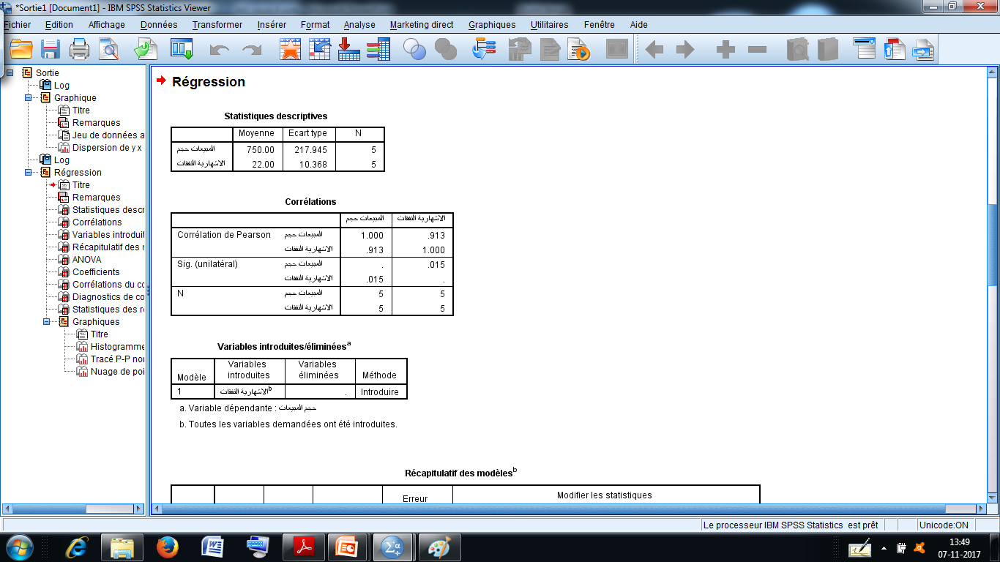 *Sortie1 [Document1] - IBM SPSS Statistics Viewer
Fichier Edition Affichage Données Transformer Insérer Format Analyse Marketing direct Graphiques Utilitaires Fenêtre Aide
Sortie
Log
Graphique
Titre
Remarques
Jeu de données a
Dispersion de y x
Log
Régression
Titre
Remarques
Statistiques descr
Corrélations
Variables introduit
Récapitulatif des r
ANOVA
Coefficients
Corrélations du co
Diagnostics de co
Statistiques des r
Graphiques
Titre
Histogramme
Tracé P-P nor
Nuage de poi
Régression
Statistiques descriptives
Moyenne Ecart type N
المبيعات حجم 750.00 217.945 5
الاشهارية النفقات 22.00 10.368 5
Corrélations
المبيعات حجم الاشهارية النفقات
Corrélation de Pearson المبيعات حجم 1.000 .913
الاشهارية النفقات .913 1.000
Sig. (unilatéral) المبيعات حجم . .015
الاشهارية النفقات .015 .
N المبيعات حجم 5 5
الاشهارية النفقات 5 5
Variables introduites/éliminées a
Modèle Variables introduites Variables éliminées Méthode
1 الاشهارية النفقات b . Introduire
a. Variable dépendante : حجم المبيعات
b. Toutes les variables demandées ont été introduites.
Récapitulatif des modèles b
Erreur Modifier les statistiques
Le processeur IBM SPSS Statistics est prêt Unicode:ON
13:49
07-11-2017